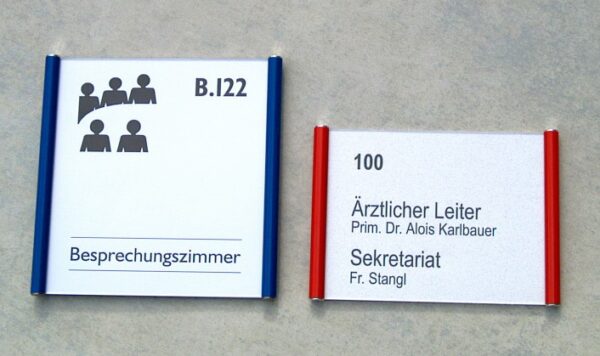 B.122
Besprechungszimmer
100
Ärztlicher Leiter
Prim. Dr. Alois Karlbauer
Sekretariat
Fr. Stangl